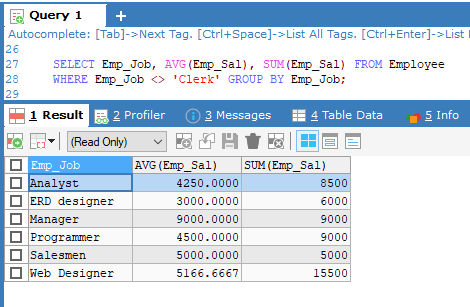 Query 1 +
Autocomplete: [Tab]->Next Tag. [Ctrl+Space]->List All Tags. [Ctrl+Enter]->List
26
27 SELECT Emp_Job, AVG(Emp_Sal), SUM(Emp_Sal) FROM Employee
28 WHERE Emp_Job <> 'Clerk' GROUP BY Emp_Job;
29
1 Result 2 Profiler 3 Messages 4 Table Data 5 Info
(Read Only)
Emp_Job AVG(Emp_Sal) SUM(Emp_Sal)
Analyst 4250.0000 8500
ERD designer 3000.0000 6000
Manager 9000.0000 9000
Programmer 4500.0000 9000
Salesmen 5000.0000 5000
Web Designer 5166.6667 15500